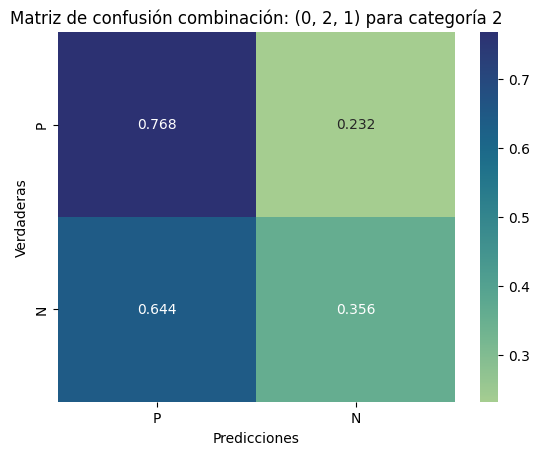 Matriz de confusión combinación: (0, 2, 1) para categoría 2
P
0.768
0.232
N
0.644
0.356
P
N
Verdaderas
Predicciones
0.7
0.6
0.5
0.4
0.3